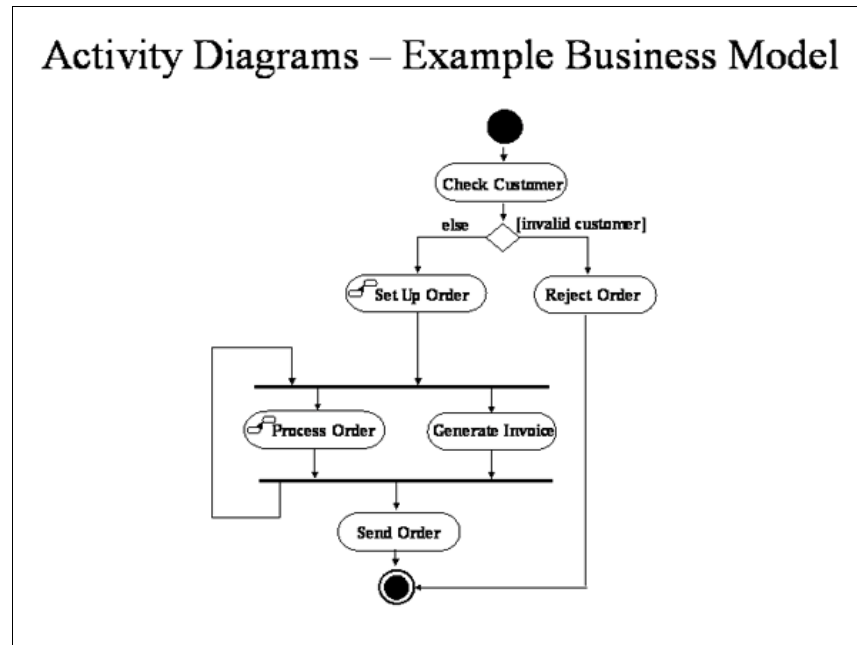 Activity Diagrams – Example Business Model
Check Customer
else
[invalid customer]
Set Up Order
Reject Order
Process Order
Generate Invoice
Send Order